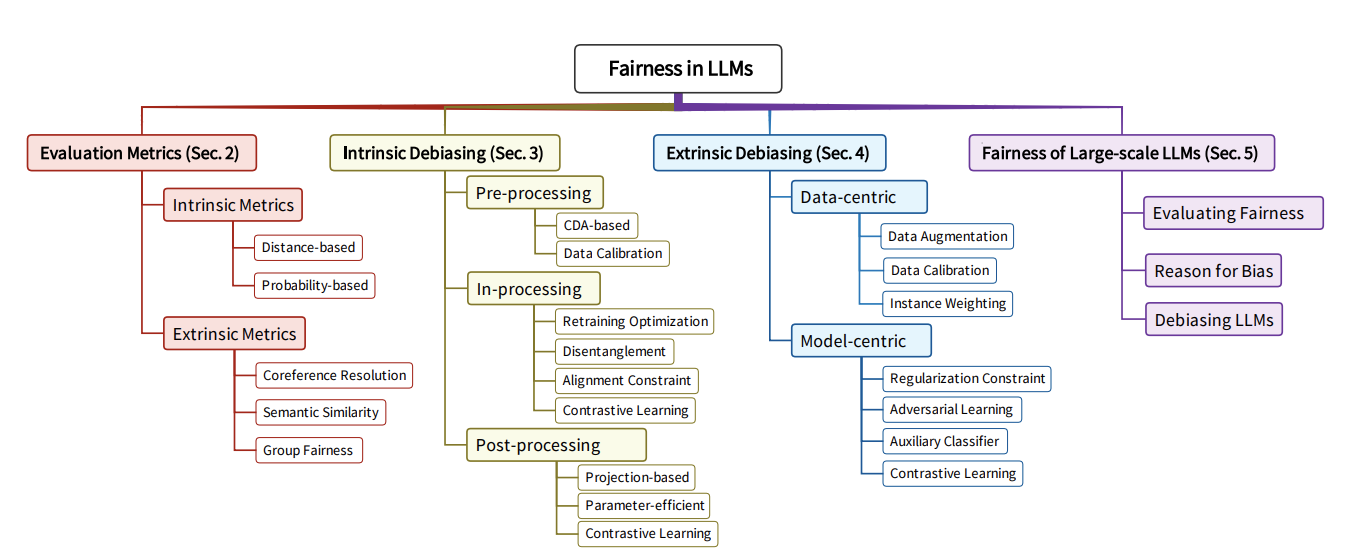 Fairness in LLMs
Evaluation Metrics (Sec. 2)
Intrinsic Metrics
Distance-based
Probability-based
Extrinsic Metrics
Coreference Resolution
Semantic Similarity
Group Fairness
Intrinsic Debiasing (Sec. 3)
Pre-processing
CDA-based
Data Calibration
In-processing
Retraining Optimization
Disentanglement
Alignment Constraint
Contrastive Learning
Post-processing
Projection-based
Parameter-efficient
Contrastive Learning
Extrinsic Debiasing (Sec. 4)
Data-centric
Data Augmentation
Data Calibration
Instance Weighting
Model-centric
Regularization Constraint
Adversarial Learning
Auxiliary Classifier
Contrastive Learning
Fairness of Large-scale LLMs (Sec. 5)
Evaluating Fairness
Reason for Bias
Debiasing LLMs